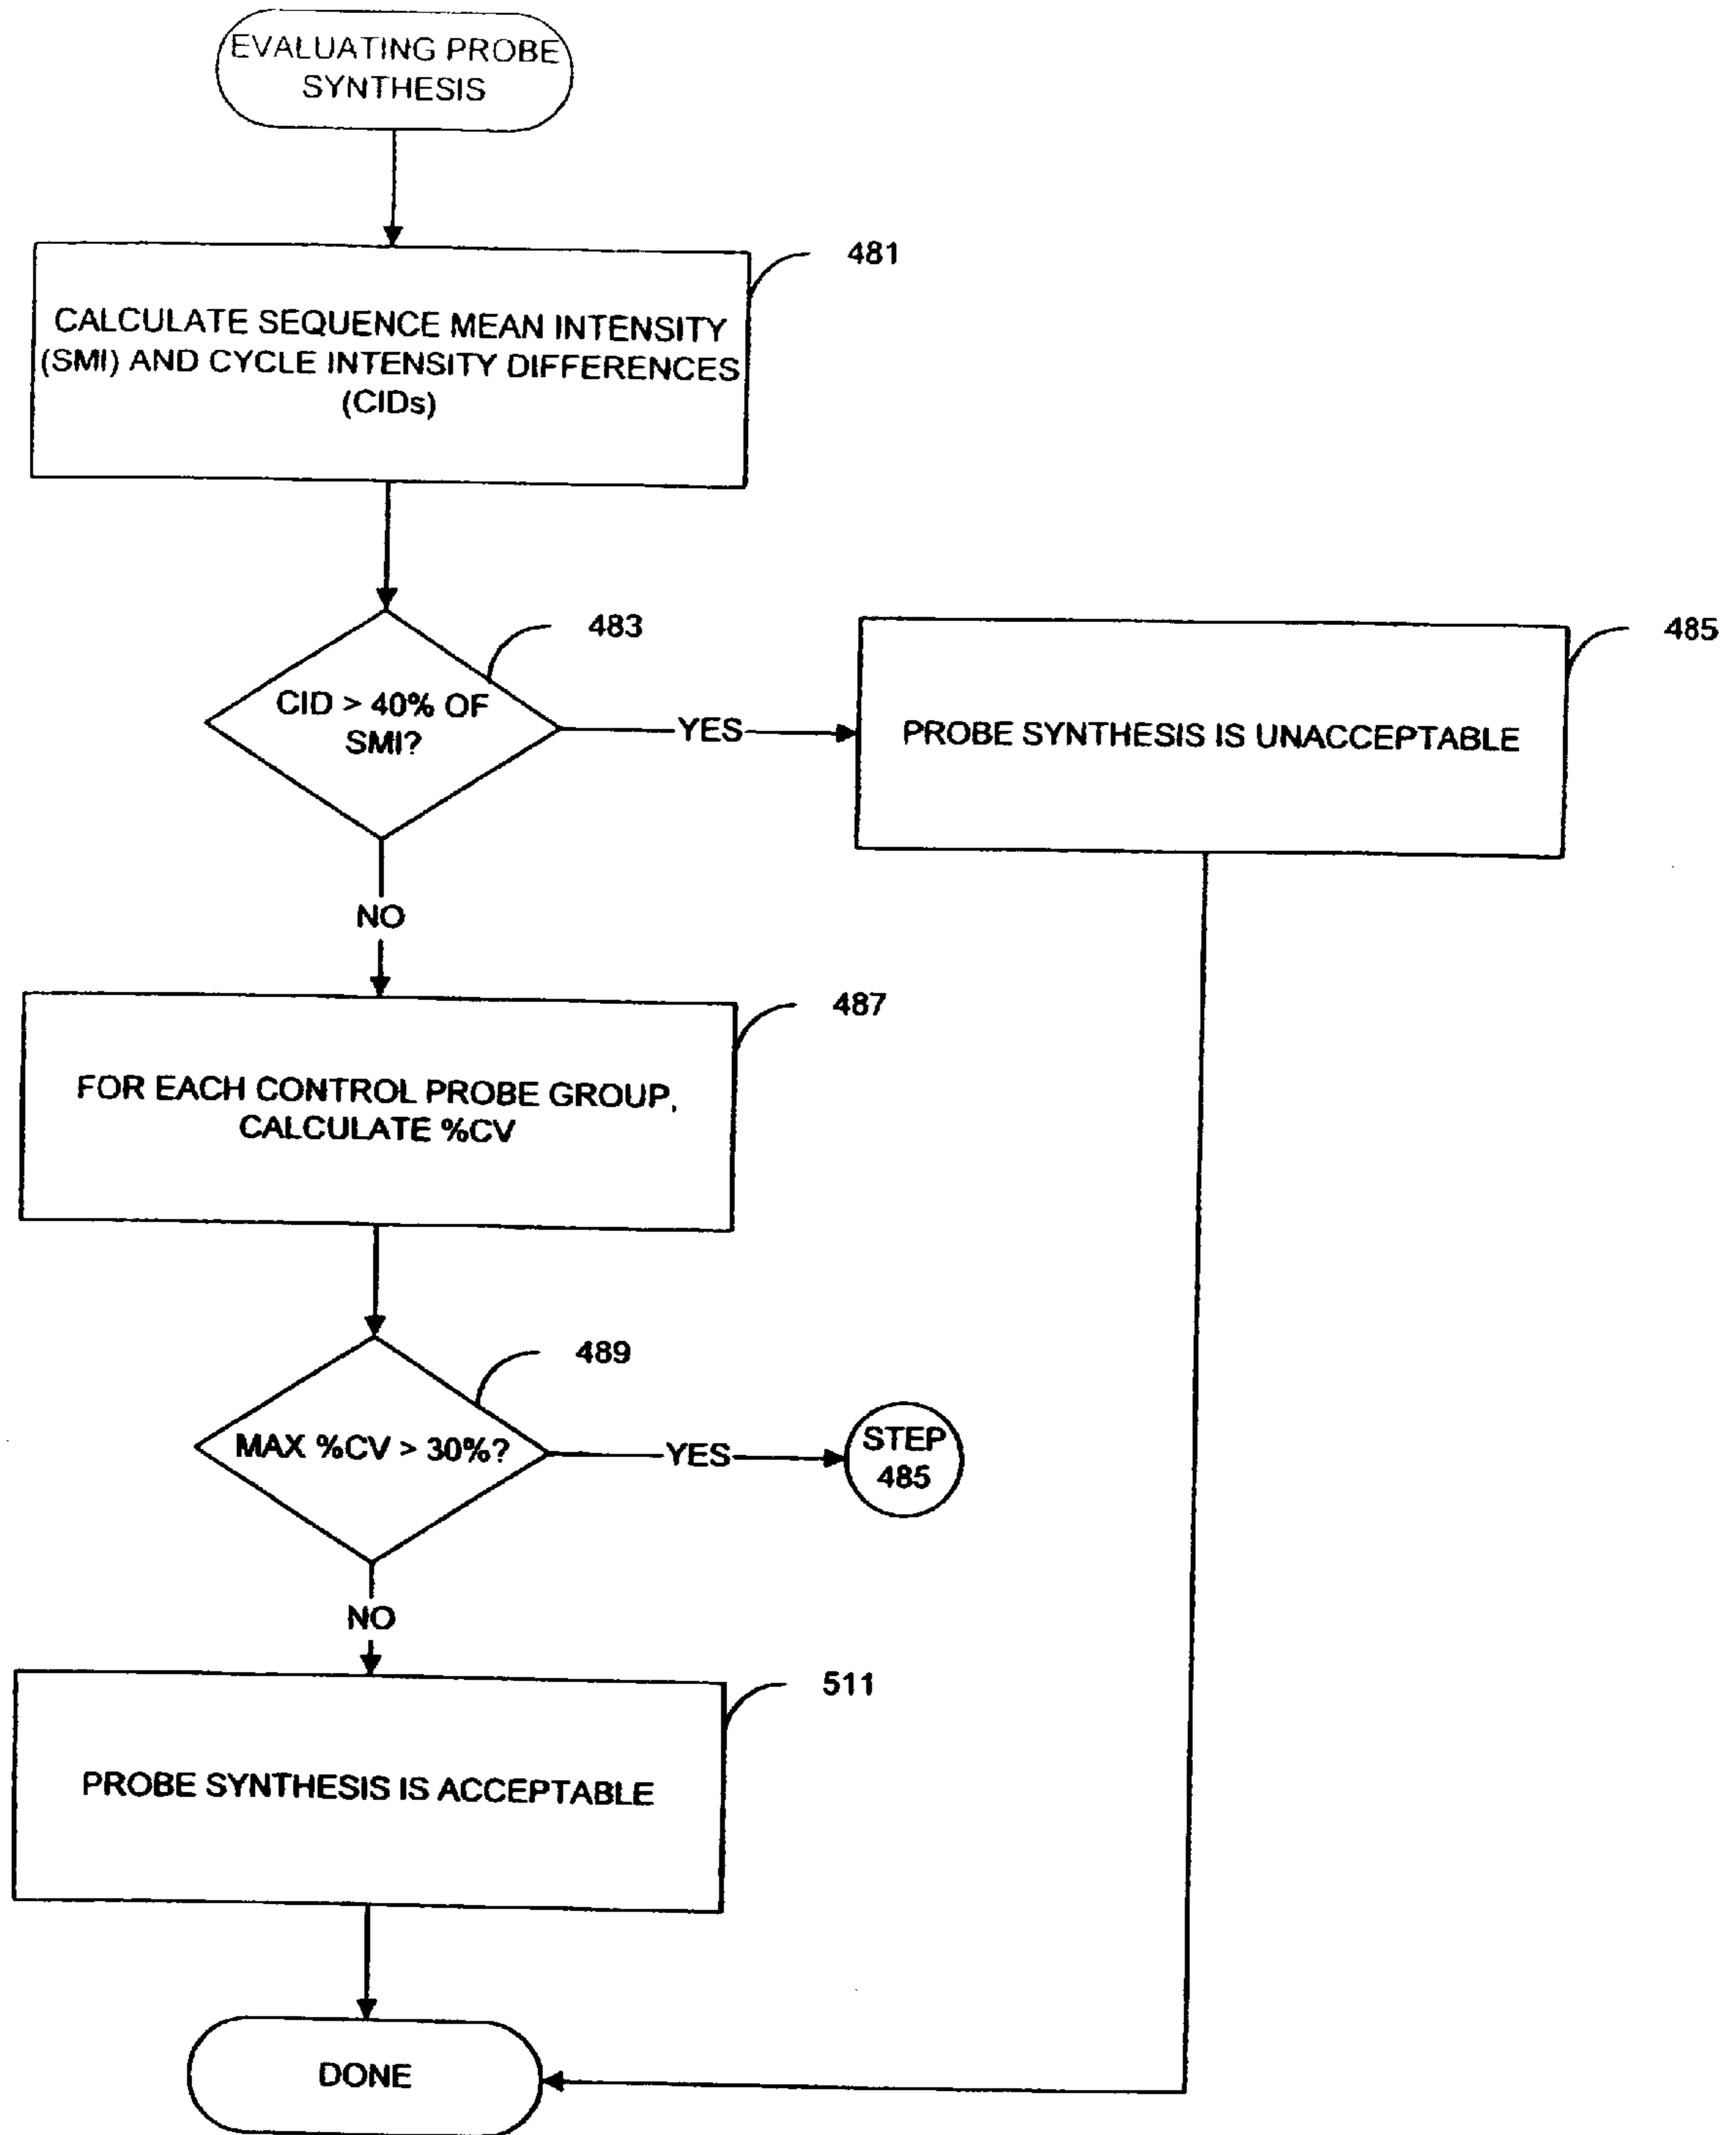 EVALUATING PROBE
SYNTHESIS
481
CALCULATE SEQUENCE MEAN INTENSITY
(SMI) AND CYCLE INTENSITY DIFFERENCES
(CIDs)
483
CID > 40% OF
SMI?
YES
485
PROBE SYNTHESIS IS UNACCEPTABLE
NO
487
FOR EACH CONTROL PROBE GROUP,
CALCULATE %CV
489
MAX %CV > 30%?
YES
STEP
485
NO
511
PROBE SYNTHESIS IS ACCEPTABLE
DONE